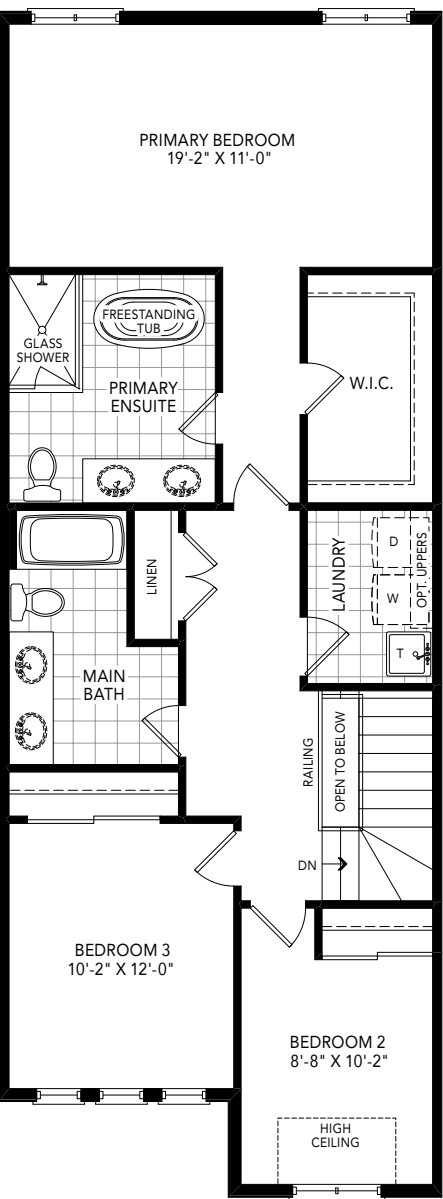 PRIMARY BEDROOM
19'-2" X 11'-0"
FREESTANDING
TUB
GLASS
SHOWER
PRIMARY
ENSUITE
W.I.C.
LINEN
LAUNDRY
D
OPT. UPPERS
W
T
MAIN
BATH
RAILING
OPEN TO BELOW
DN
BEDROOM 3
10'-2" X 12'-0"
BEDROOM 2
8'-8" X 10'-2"
HIGH
CEILING